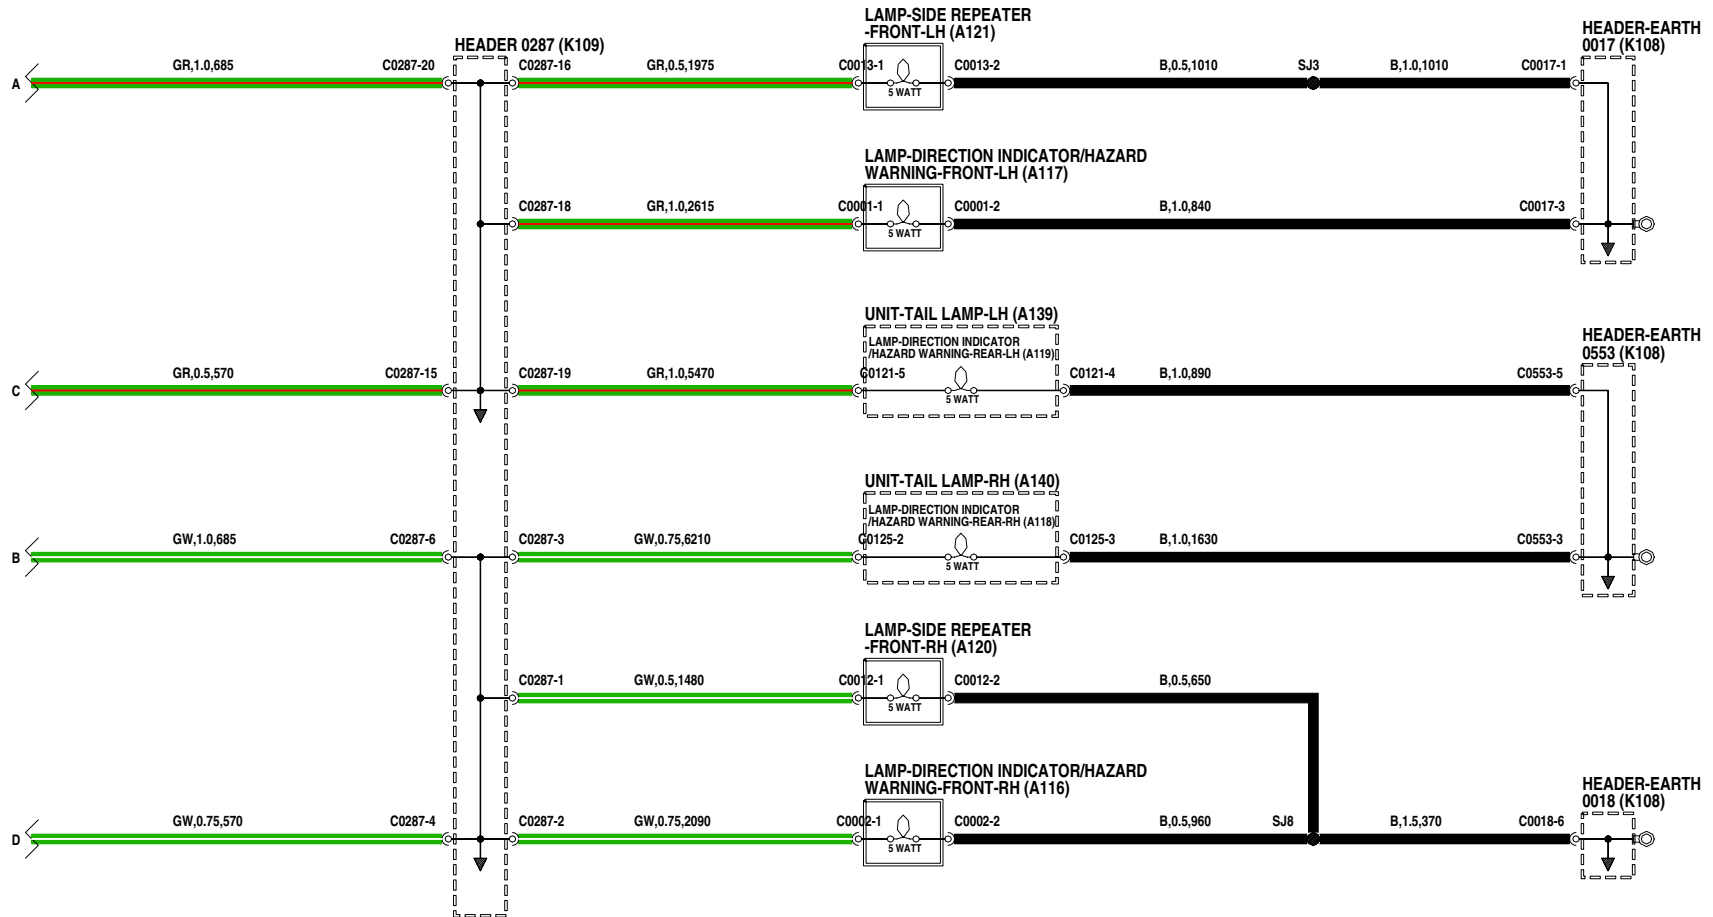 LAMP-SIDE REPEATER
-FRONT-LH (A121)
HEADER-EARTH
0017 (K108)
HEADER 0287 (K109)
A
GR,1.0,685
C0287-20
C0287-16
GR,0.5,1975
C0013-1
5 WATT
C0013-2
B,0.5,1010
SJ3
B,1.0,1010
C0017-1
LAMP-DIRECTION INDICATOR/HAZARD
WARNING-FRONT-LH (A117)
C0287-18
GR,1.0,2615
C0001-1
5 WATT
C0001-2
B,1.0,840
C0017-3
UNIT-TAIL LAMP-LH (A139)
LAMP-DIRECTION INDICATOR
/HAZARD WARNING-REAR-LH (A119)
HEADER-EARTH
0553 (K108)
C
GR,0.5,570
C0287-15
C0287-19
GR,1.0,5470
C0121-5
5 WATT
C0121-4
B,1.0,890
C0553-5
UNIT-TAIL LAMP-RH (A140)
LAMP-DIRECTION INDICATOR
/HAZARD WARNING-REAR-RH (A118)
B
GW,1.0,685
C0287-6
C0287-3
GW,0.75,6210
C0125-2
5 WATT
C0125-3
B,1.0,1630
C0553-3
LAMP-SIDE REPEATER
-FRONT-RH (A120)
C0287-1
GW,0.5,1480
C0012-1
5 WATT
C0012-2
B,0.5,650
LAMP-DIRECTION INDICATOR/HAZARD
WARNING-FRONT-RH (A116)
HEADER-EARTH
0018 (K108)
D
GW,0.75,570
C0287-4
C0287-2
GW,0.75,2090
C0002-1
5 WATT
C0002-2
B,0.5,960
SJ8
B,1.5,370
C0018-6